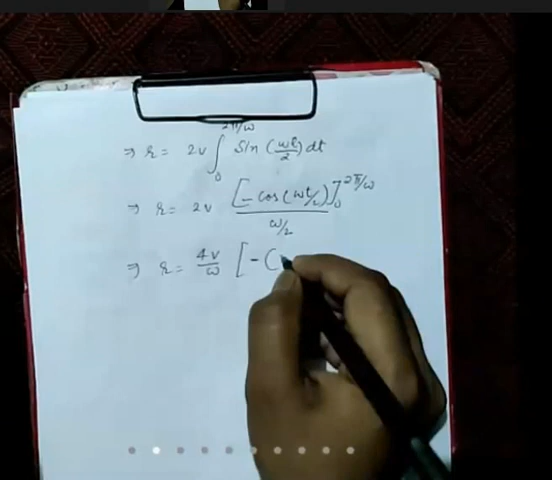 ⇒ r = 2v ∫₀^{2π/ω} Sin (ωt/2) dt
⇒ r = 2v [- cos (ωt/2)]₀^{2π/ω} / ω/2
⇒ r = 4v/ω [- C